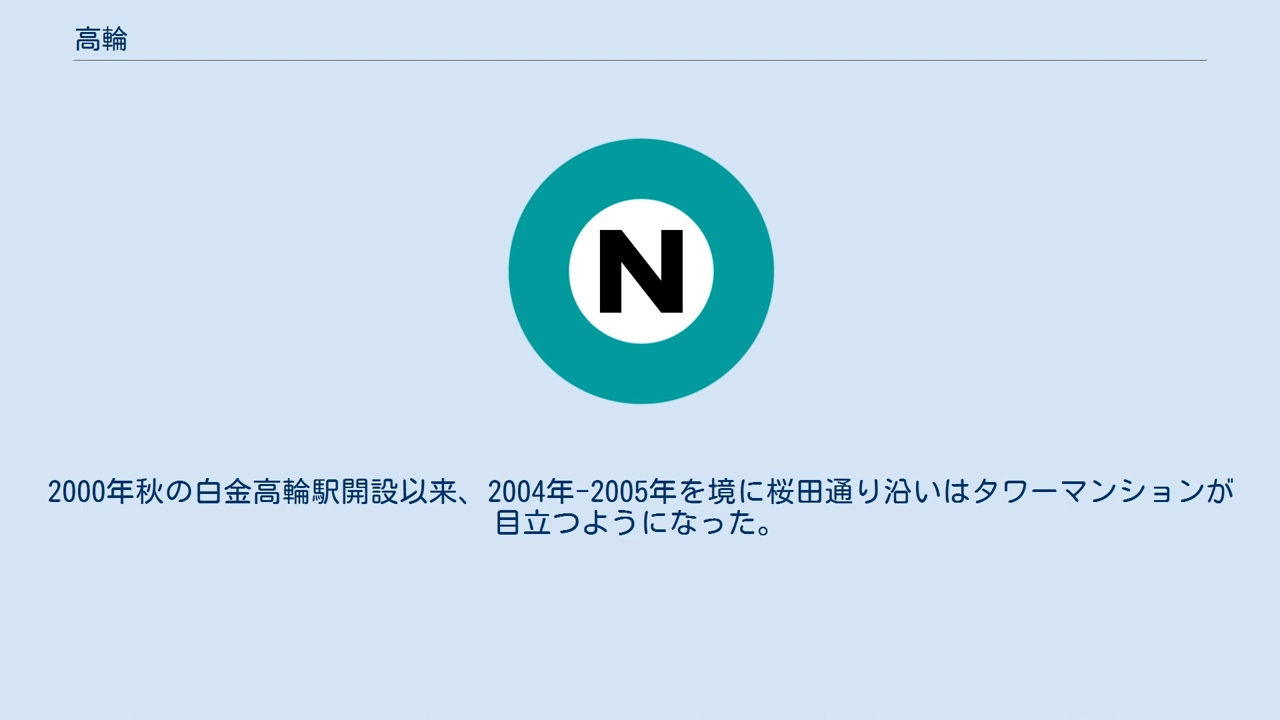 高輪
N
2000年秋の白金高輪駅開設以来、2004年-2005年を境に桜田通り沿いはタワーマンションが
目立つようになった。